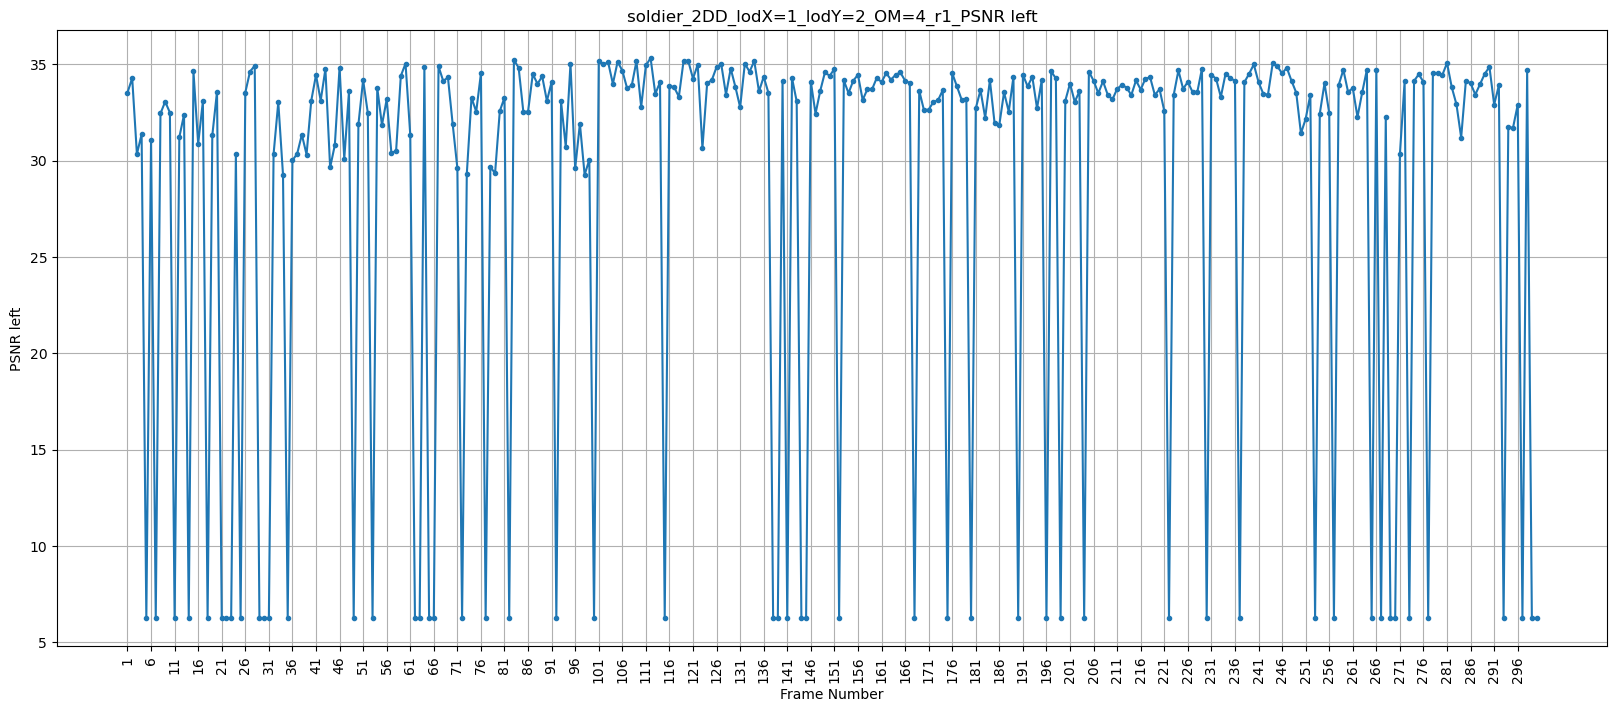 soldier_2DD_lodX=1_lodY=2_OM=4_r1_PSNR left
PSNR left
35
30
25
20
15
10
5
1 6 11 16 21 26 31 36 41 46 51 56 61 66 71 76 81 86 91 96 101 106 111 116 121 126 131 136 141 146 151 156 161 166 171 176 181 186 191 196 201 206 211 216 221 226 231 236 241 246 251 256 261 266 271 276 281 286 291 296
Frame Number